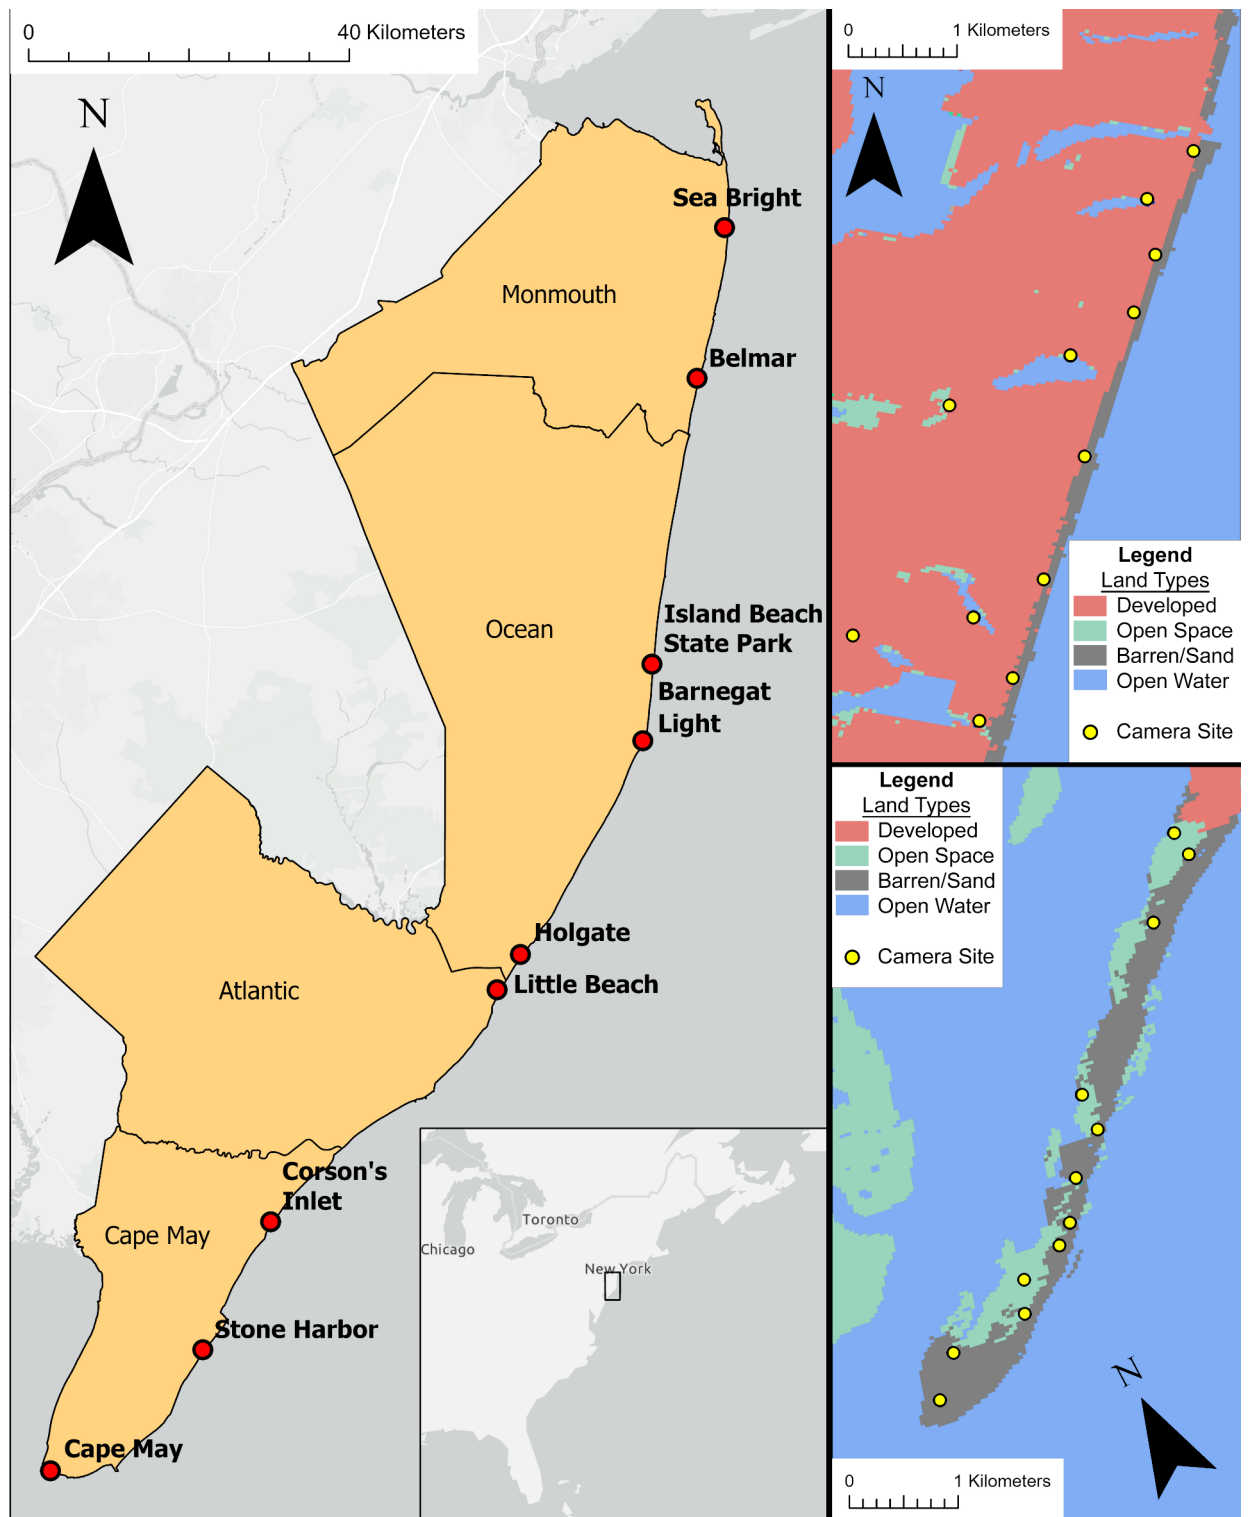 0
40 Kilometers
N
Sea Bright
Monmouth
Belmar
Ocean
Island Beach
State Park
Barnegat
Light
Holgate
Little Beach
Atlantic
Corson's
Inlet
Cape May
Stone Harbor
Cape May
Toronto
Chicago
New York
0
1 Kilometers
N
Legend
Land Types
Developed
Open Space
Barren/Sand
Open Water
Camera Site
Legend
Land Types
Developed
Open Space
Barren/Sand
Open Water
Camera Site
N
0
1 Kilometers